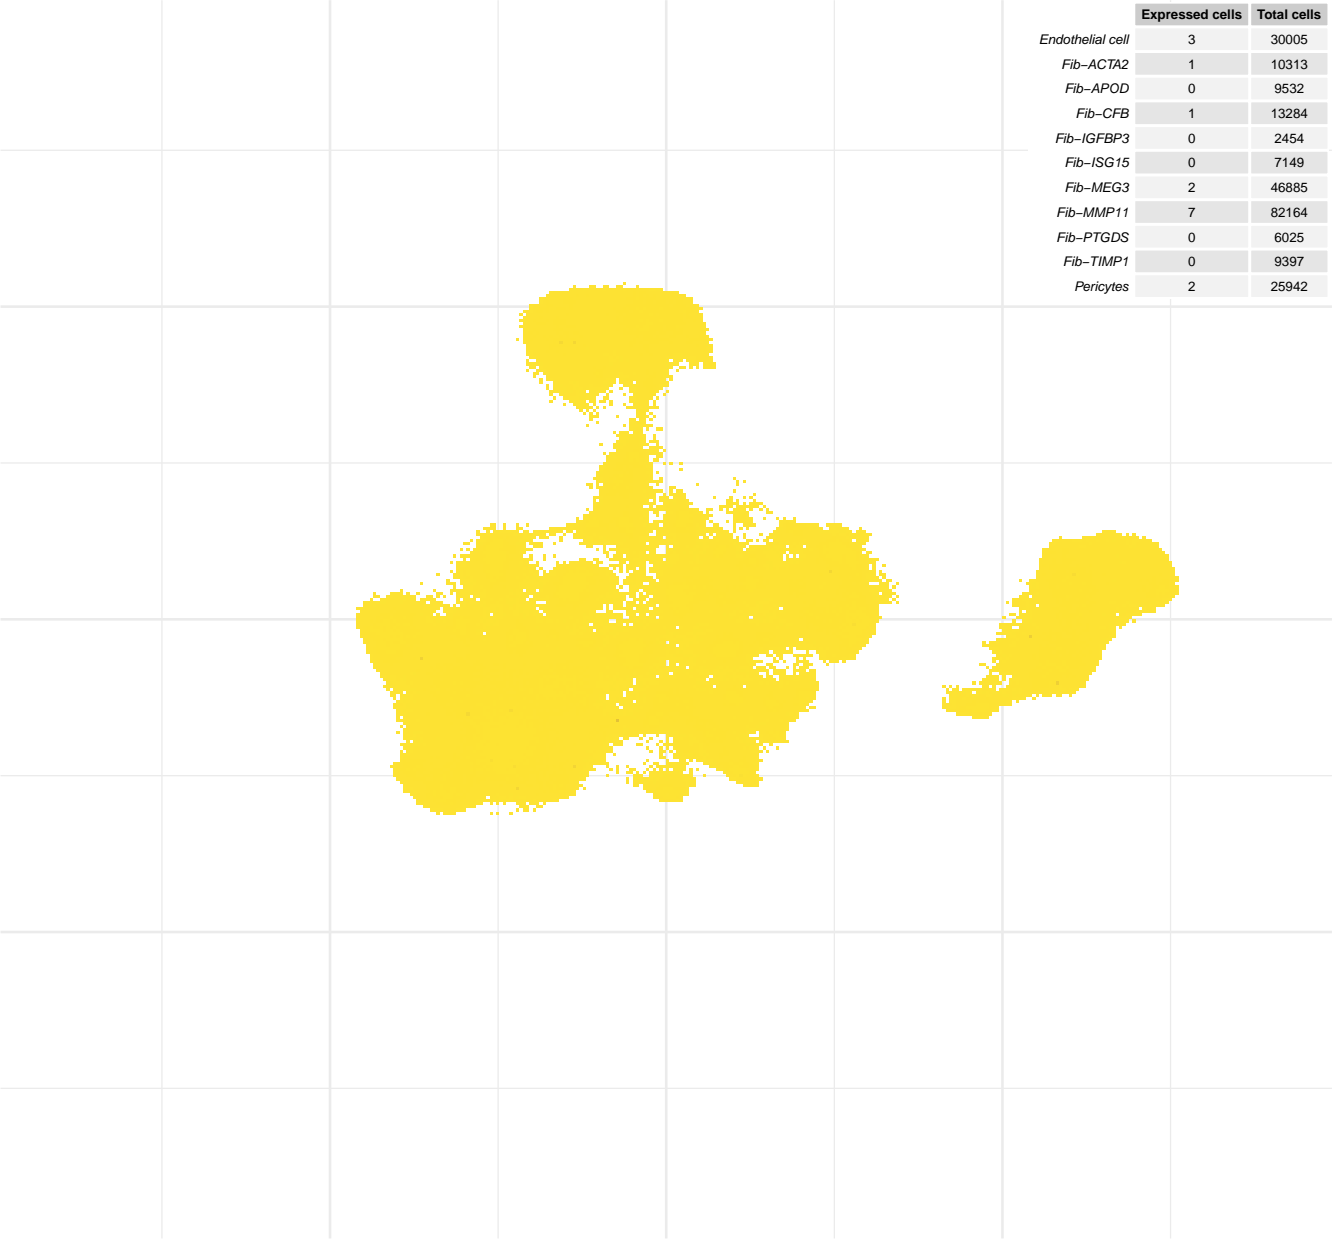 Expressed cells Total cells
Endothelial cell 3 30005
Fib−ACTA2 1 10313
Fib−APOD 0 9532
Fib−CFB 1 13284
Fib−IGFBP3 0 2454
Fib−ISG15 0 7149
Fib−MEG3 2 46885
Fib−MMP11 7 82164
Fib−PTGDS 0 6025
Fib−TIMP1 0 9397
Pericytes 2 25942